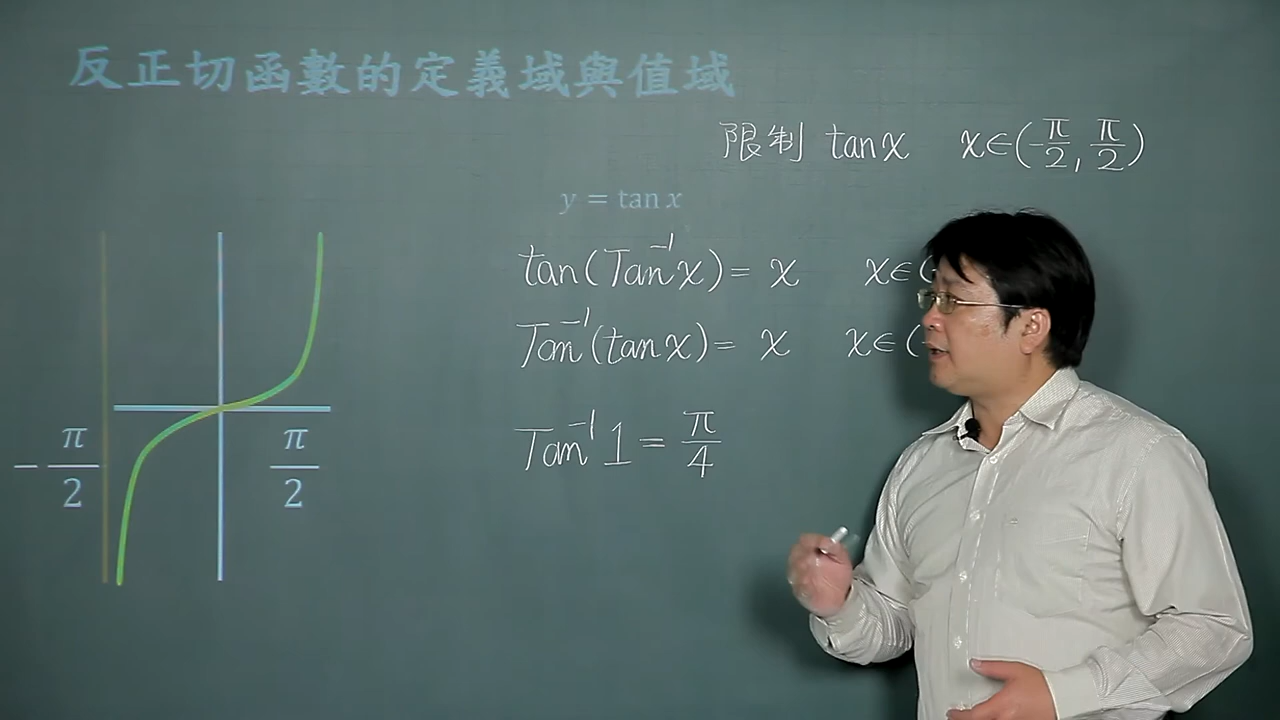 反正切函數的定義域與值域
限制 tanx x∈(-π/2, π/2)
y = tan x
tan(Tan⁻¹x) = x x∈(-
Tan⁻¹(tanx) = x x∈(-
Tan⁻¹1 = π/4
-π/2 π/2